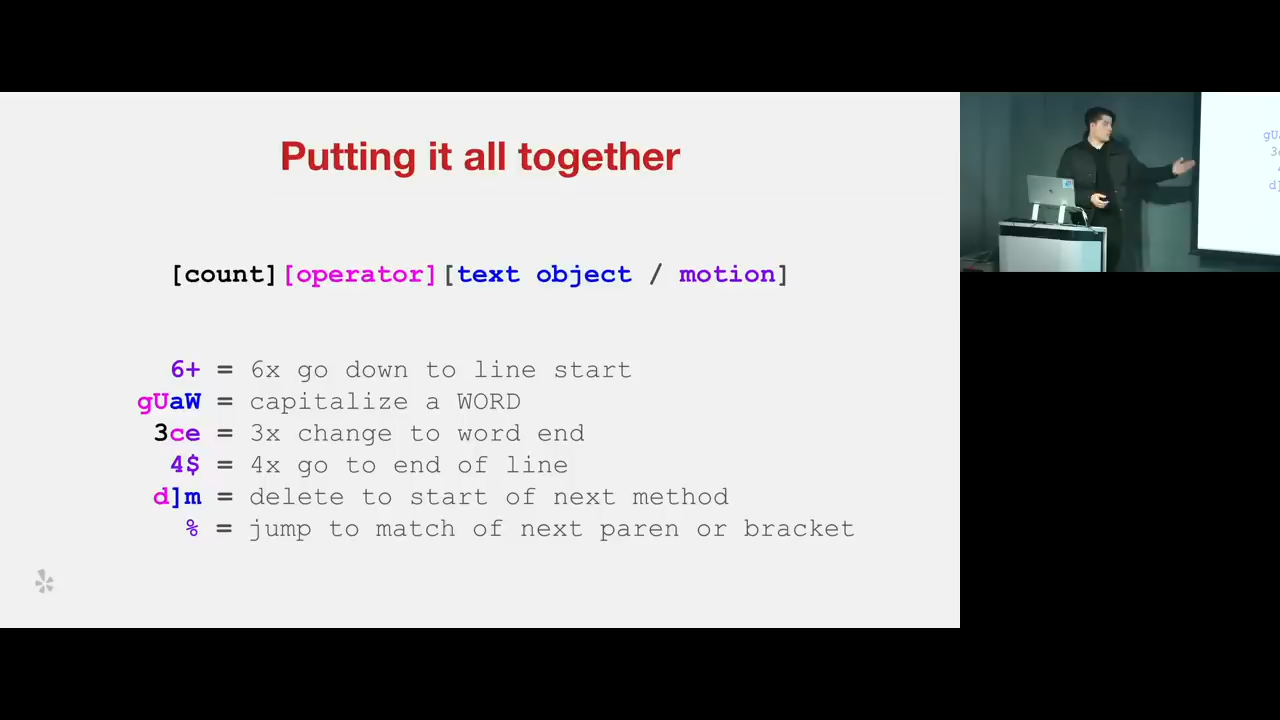 Putting it all together
[count][operator][text object / motion]
6+ = 6x go down to line start
gUaW = capitalize a WORD
3ce = 3x change to word end
4$ = 4x go to end of line
d]m = delete to start of next method
% = jump to match of next paren or bracket